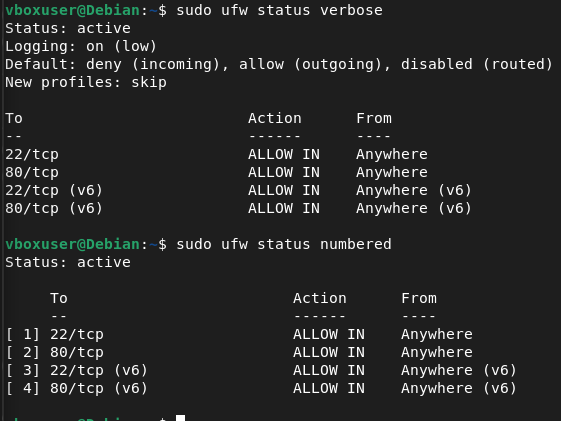 vboxuser@Debian:~$ sudo ufw status verbose
Status: active
Logging: on (low)
Default: deny (incoming), allow (outgoing), disabled (routed)
New profiles: skip
To Action From
-- ------ ----
22/tcp ALLOW IN Anywhere
80/tcp ALLOW IN Anywhere
22/tcp (v6) ALLOW IN Anywhere (v6)
80/tcp (v6) ALLOW IN Anywhere (v6)
vboxuser@Debian:~$ sudo ufw status numbered
Status: active
To Action From
-- ------ ----
[ 1] 22/tcp ALLOW IN Anywhere
[ 2] 80/tcp ALLOW IN Anywhere
[ 3] 22/tcp (v6) ALLOW IN Anywhere (v6)
[ 4] 80/tcp (v6) ALLOW IN Anywhere (v6)
vboxuser@Debian:~$